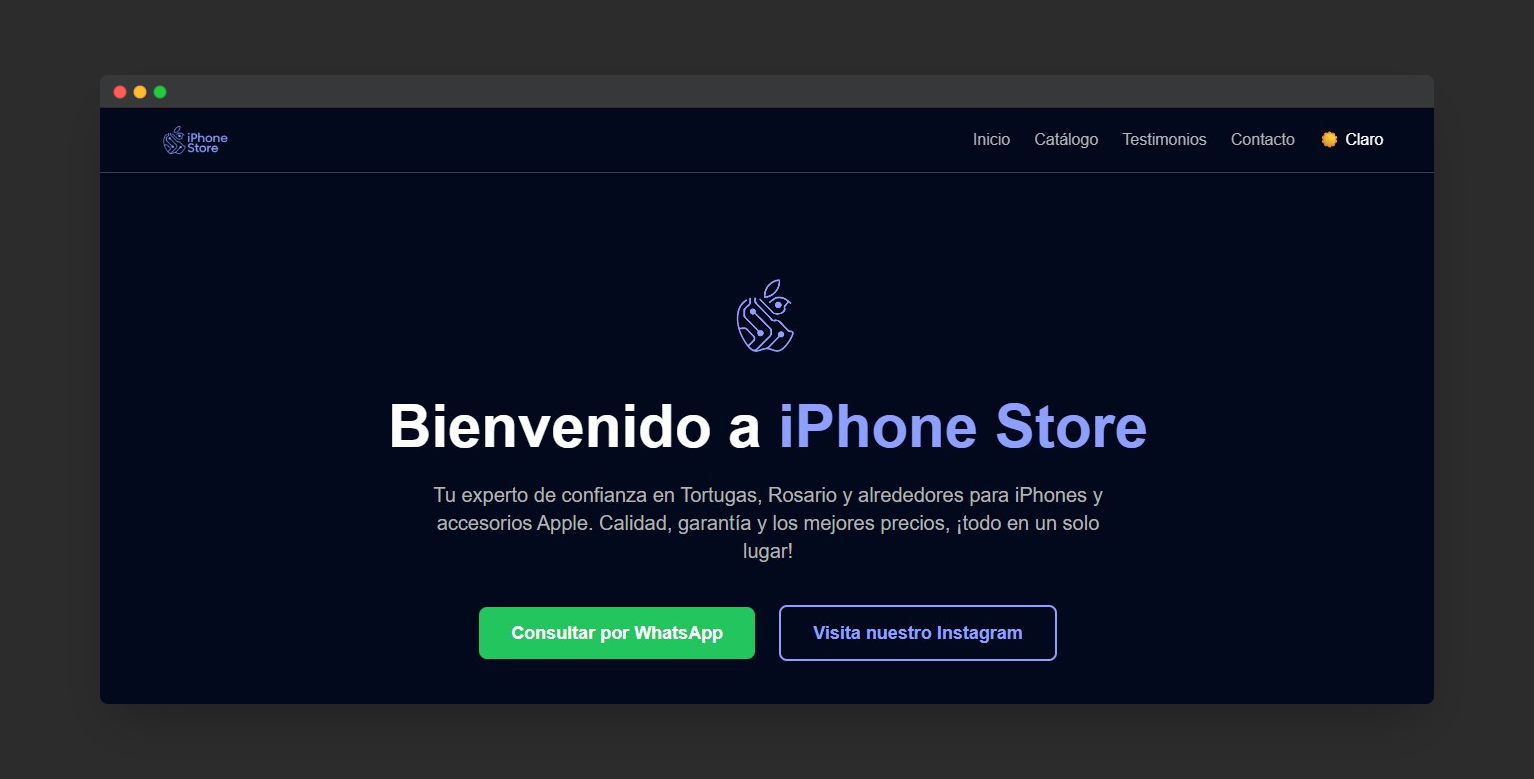 iPhone
Store
Inicio Catálogo Testimonios Contacto Claro
Bienvenido a iPhone Store
Tu experto de confianza en Tortugas, Rosario y alrededores para iPhones y
accesorios Apple. Calidad, garantía y los mejores precios, ¡todo en un solo
lugar!
Consultar por WhatsApp Visita nuestro Instagram